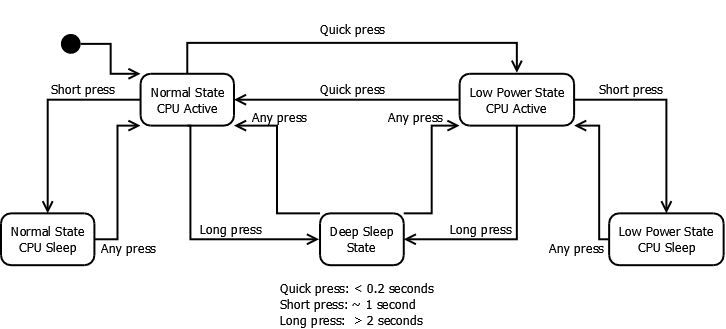 Quick press
Normal State
CPU Active
Low Power State
CPU Active
Short press
Quick press
Short press
Any press
Any press
Normal State
CPU Sleep
Any press
Long press
Deep Sleep
State
Long press
Any press
Low Power State
CPU Sleep
Quick press: < 0.2 seconds
Short press: ~ 1 second
Long press:  > 2 seconds